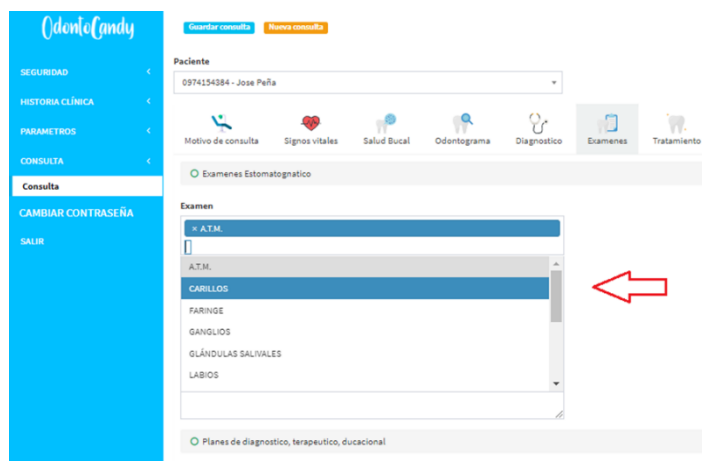 OdontoCandy
Guardar consulta Nueva consulta
SEGURIDAD
HISTORIA CLÍNICA
PARAMETROS
CONSULTA
Consulta
CAMBIAR CONTRASEÑA
SALIR
Paciente
0974154384 - Jose Peña
Motivo de consulta Signos vitales Salud Bucal Odontograma Diagnostico Examenes Tratamiento
Examenes Estomatognatico
Examen
× A.T.M.
A.T.M.
CARILLOS
FARINGE
GANGLIOS
GLÁNDULAS SALIVALES
LABIOS
Planes de diagnostico, terapeutico, ducacional